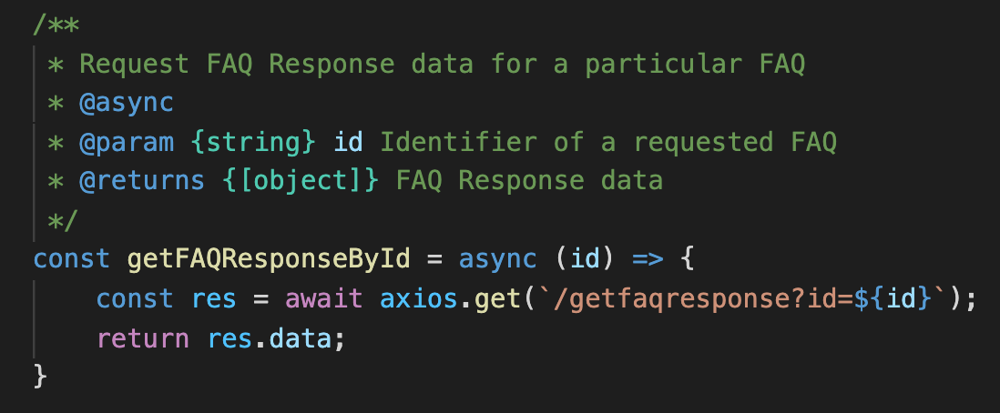 /**
 * Request FAQ Response data for a particular FAQ
 * @async
 * @param {string} id Identifier of a requested FAQ
 * @returns {[object]} FAQ Response data
 */
const getFAQResponseById = async (id) => {
    const res = await axios.get(`/getfaqresponse?id=${id}`);
    return res.data;
}